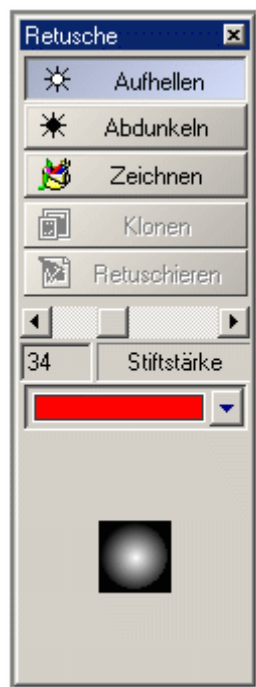 Retusche
Aufhellen
Abdunkeln
Zeichnen
Klonen
Retuschieren
34 Stiftstärke